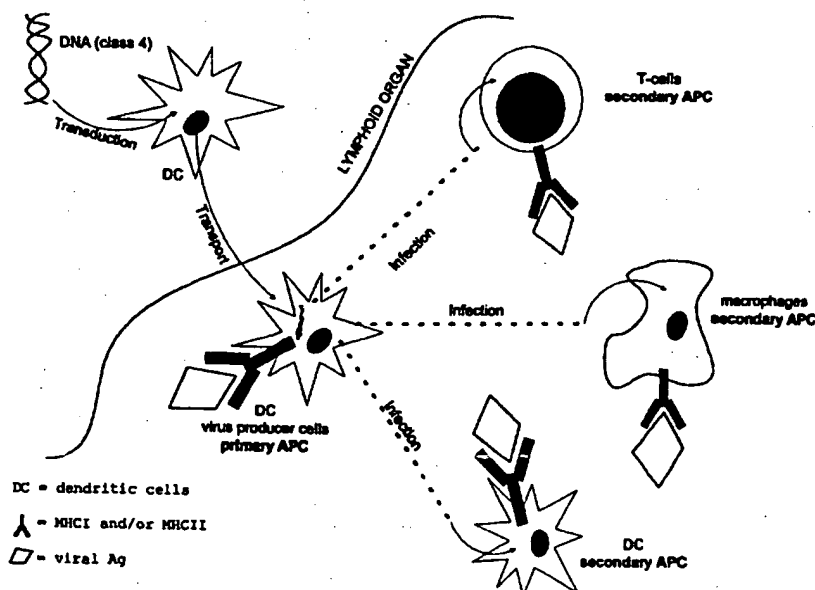 DNA (class 4)
Transduction
DC
Transport
LYMPHOID ORGAN
T-cells
secondary APC
Infection
Infection
macrophages
secondary APC
DC
virus producer cells
primary APC
Infection
DC
secondary APC
DC = dendritic cells
= MHCI and/or MHCII
= viral Ag